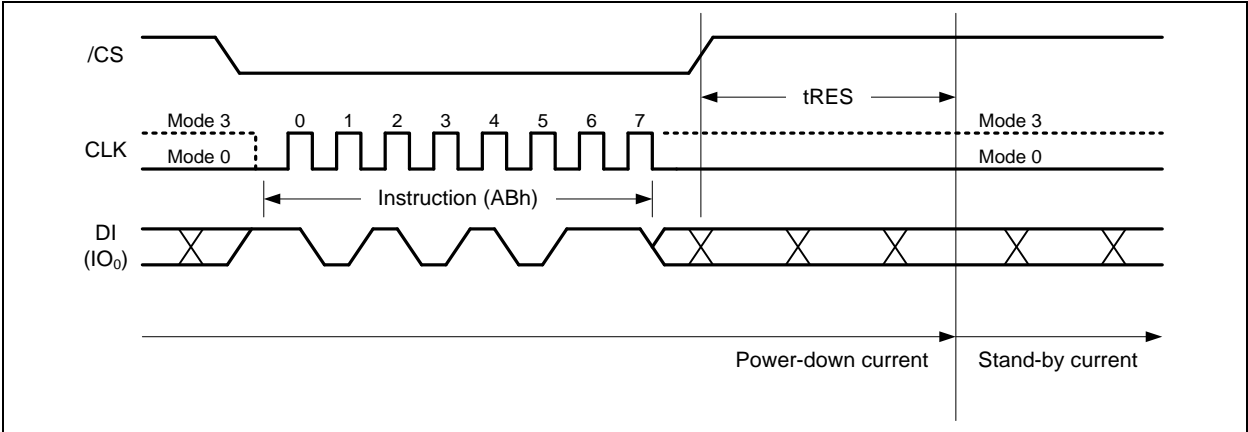 /CS
tRES
Mode 3 0 1 2 3 4 5 6 7 Mode 3
CLK
Mode 0 Mode 0
Instruction (ABh)
DI
(IO₀)
Power-down current Stand-by current